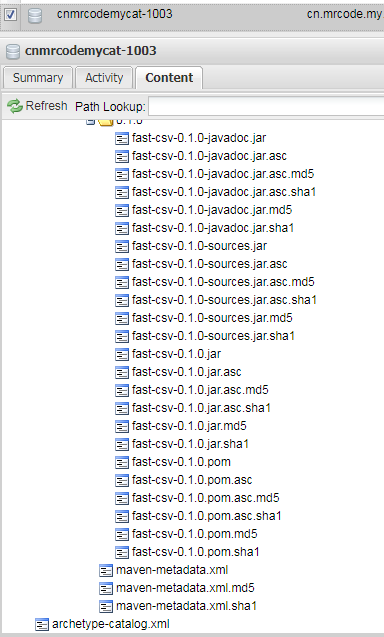 cnmrcodemycat-1003 cn.mrcode.my
cnmrcodemycat-1003
Summary Activity Content
Refresh Path Lookup:
0.1.0
fast-csv-0.1.0-javadoc.jar
fast-csv-0.1.0-javadoc.jar.asc
fast-csv-0.1.0-javadoc.jar.asc.md5
fast-csv-0.1.0-javadoc.jar.asc.sha1
fast-csv-0.1.0-javadoc.jar.md5
fast-csv-0.1.0-javadoc.jar.sha1
fast-csv-0.1.0-sources.jar
fast-csv-0.1.0-sources.jar.asc
fast-csv-0.1.0-sources.jar.asc.md5
fast-csv-0.1.0-sources.jar.asc.sha1
fast-csv-0.1.0-sources.jar.md5
fast-csv-0.1.0-sources.jar.sha1
fast-csv-0.1.0.jar
fast-csv-0.1.0.jar.asc
fast-csv-0.1.0.jar.asc.md5
fast-csv-0.1.0.jar.asc.sha1
fast-csv-0.1.0.jar.md5
fast-csv-0.1.0.jar.sha1
fast-csv-0.1.0.pom
fast-csv-0.1.0.pom.asc
fast-csv-0.1.0.pom.asc.md5
fast-csv-0.1.0.pom.asc.sha1
fast-csv-0.1.0.pom.md5
fast-csv-0.1.0.pom.sha1
maven-metadata.xml
maven-metadata.xml.md5
maven-metadata.xml.sha1
archetype-catalog.xml